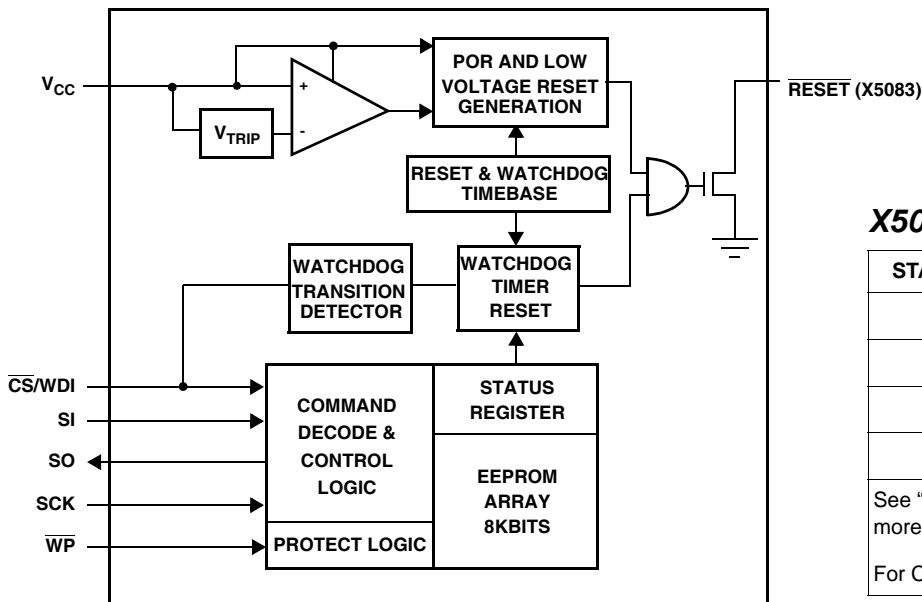 V_CC
+
-
V_TRIP
POR AND LOW
VOLTAGE RESET
GENERATION
RESET (X5083)
RESET & WATCHDOG
TIMEBASE
WATCHDOG
TRANSITION
DETECTOR
WATCHDOG
TIMER
RESET
CS/WDI
SI
SO
SCK
WP
COMMAND
DECODE &
CONTROL
LOGIC
PROTECT LOGIC
STATUS
REGISTER
EEPROM
ARRAY
8KBITS
See
more